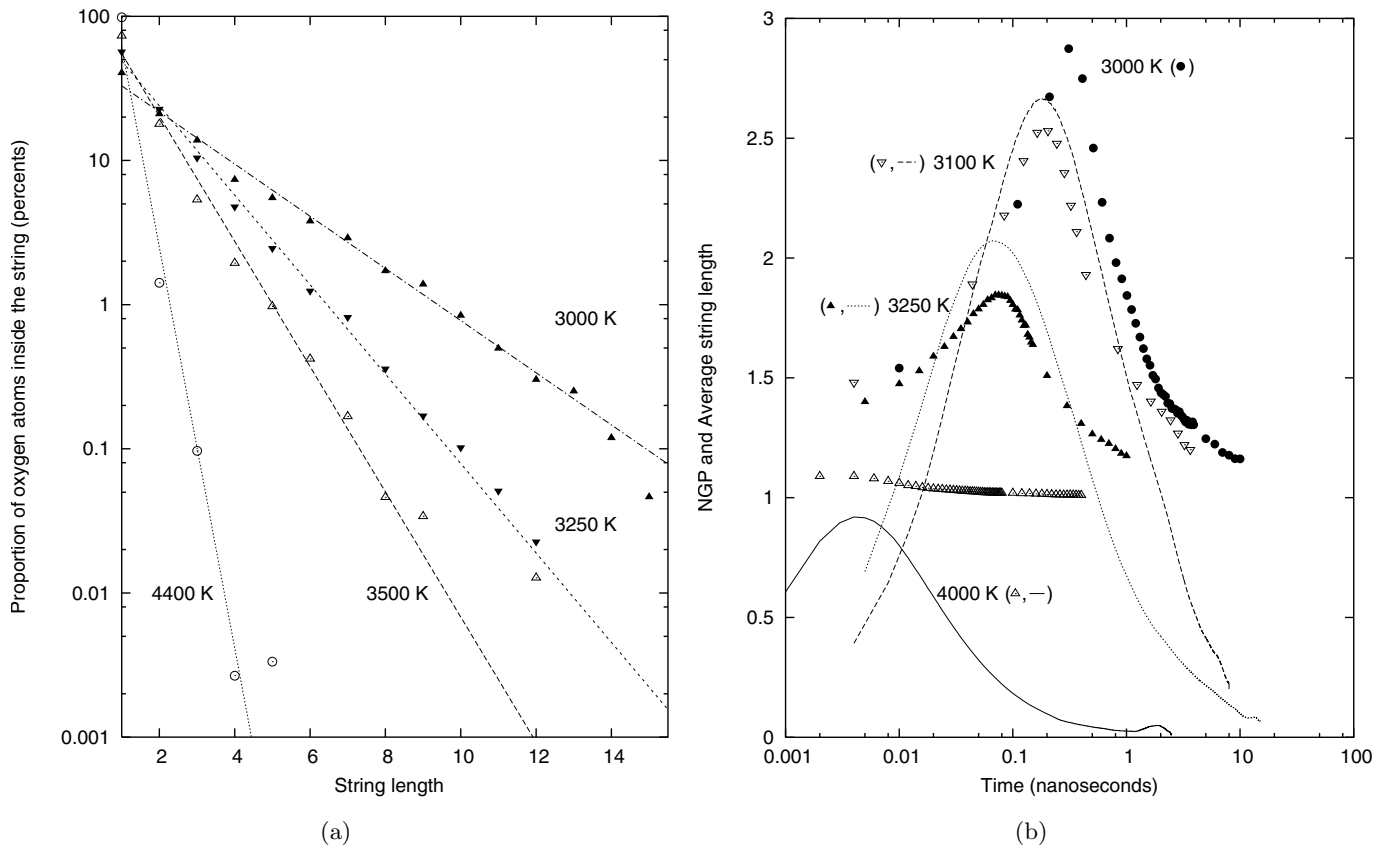 Proportion of oxygen atoms inside the string (percents)
100
10
1
0.1
0.01
0.001
2
4
6
8
10
12
14
String length
3000 K
3250 K
3500 K
4400 K
(a)
NGP and Average string length
3
2.5
2
1.5
1
0.5
0
0.001
0.01
0.1
1
10
100
Time (nanoseconds)
3000 K (●)
(▽, ---) 3100 K
(▲, ······) 3250 K
4000 K (△, —)
(b)